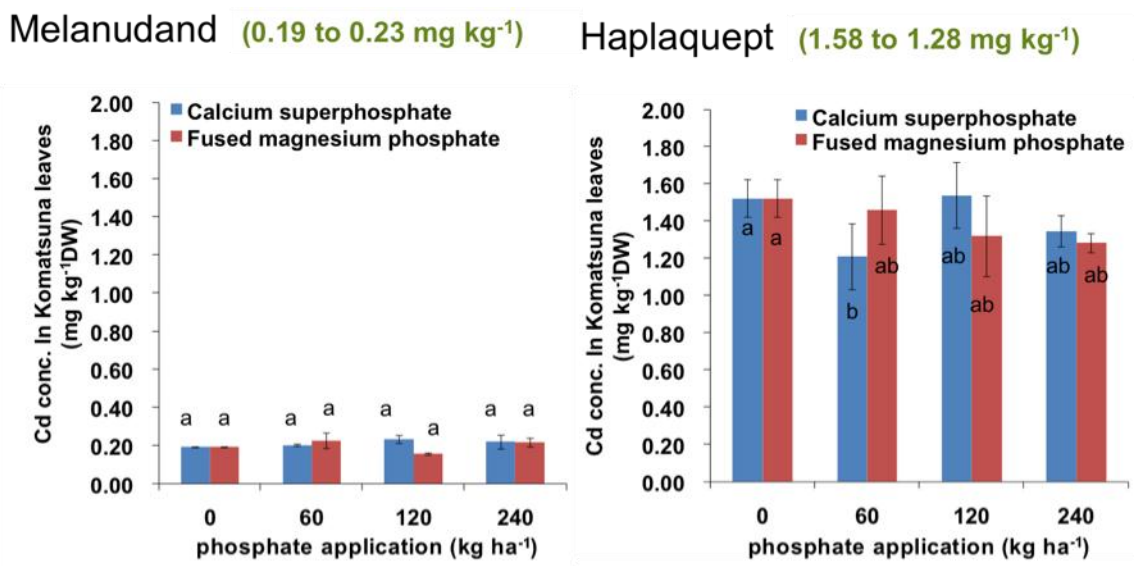 Melanudand (0.19 to 0.23 mg kg⁻¹)
Calcium superphosphate
Fused magnesium phosphate
Cd conc. In Komatsuna leaves
(mg kg⁻¹DW)
2.00
1.80
1.60
1.40
1.20
1.00
0.80
0.60
0.40
0.20
0.00
a a a a a a a a
0 60 120 240
phosphate application (kg ha⁻¹)
Haplaquept (1.58 to 1.28 mg kg⁻¹)
Calcium superphosphate
Fused magnesium phosphate
Cd conc. In Komatsuna leaves
(mg kg⁻¹DW)
2.00
1.80
1.60
1.40
1.20
1.00
0.80
0.60
0.40
0.20
0.00
a a b ab ab ab ab ab
0 60 120 240
phosphate application (kg ha⁻¹)